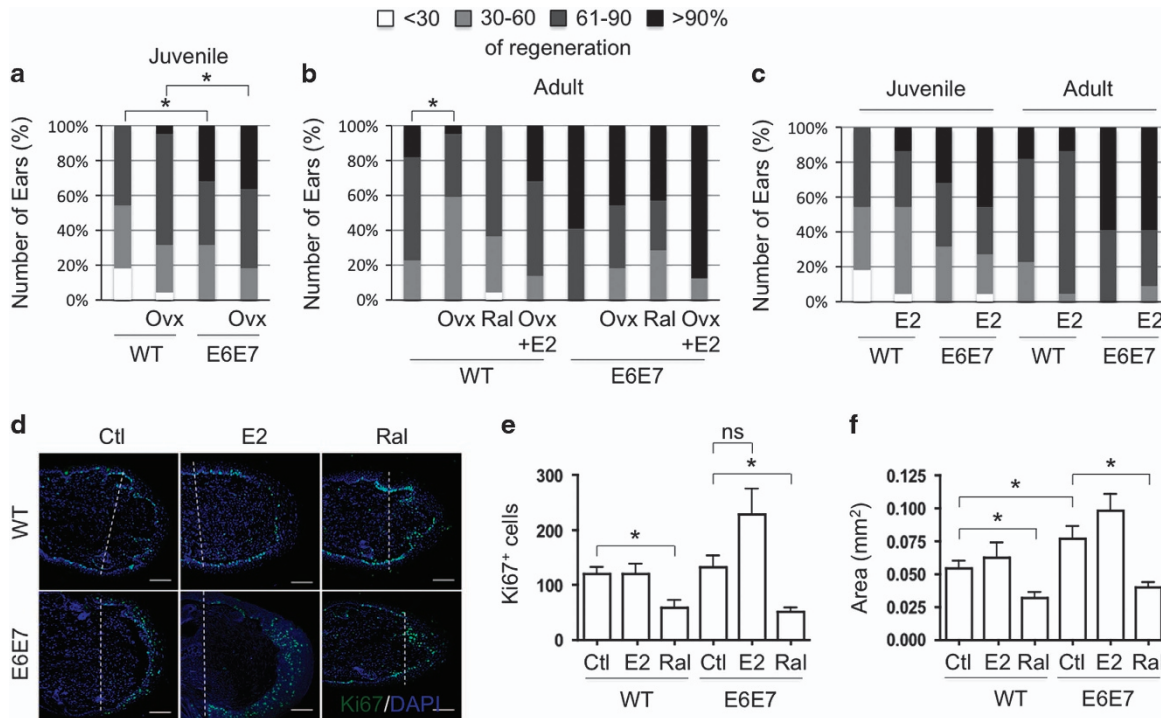 <30 30-60 61-90 >90%
of regeneration
a
Juvenile
*
*
Number of Ears (%)
100%
80%
60%
40%
20%
0%
Ovx Ovx
WT E6E7
b
Adult
*
Number of Ears (%)
100%
80%
60%
40%
20%
0%
Ovx Ral Ovx Ovx Ral Ovx
+E2 +E2
WT E6E7
c
Juvenile Adult
Number of Ears (%)
100%
80%
60%
40%
20%
0%
E2 E2 E2 E2
WT E6E7 WT E6E7
d
Ctl E2 Ral
WT
E6E7
Ki67/DAPI
e
ns
*
*
Ki67+ cells
300
200
100
0
Ctl E2 Ral Ctl E2 Ral
WT E6E7
f
*
*
*
Area (mm²)
0.125
0.100
0.075
0.050
0.025
0.000
Ctl E2 Ral Ctl E2 Ral
WT E6E7